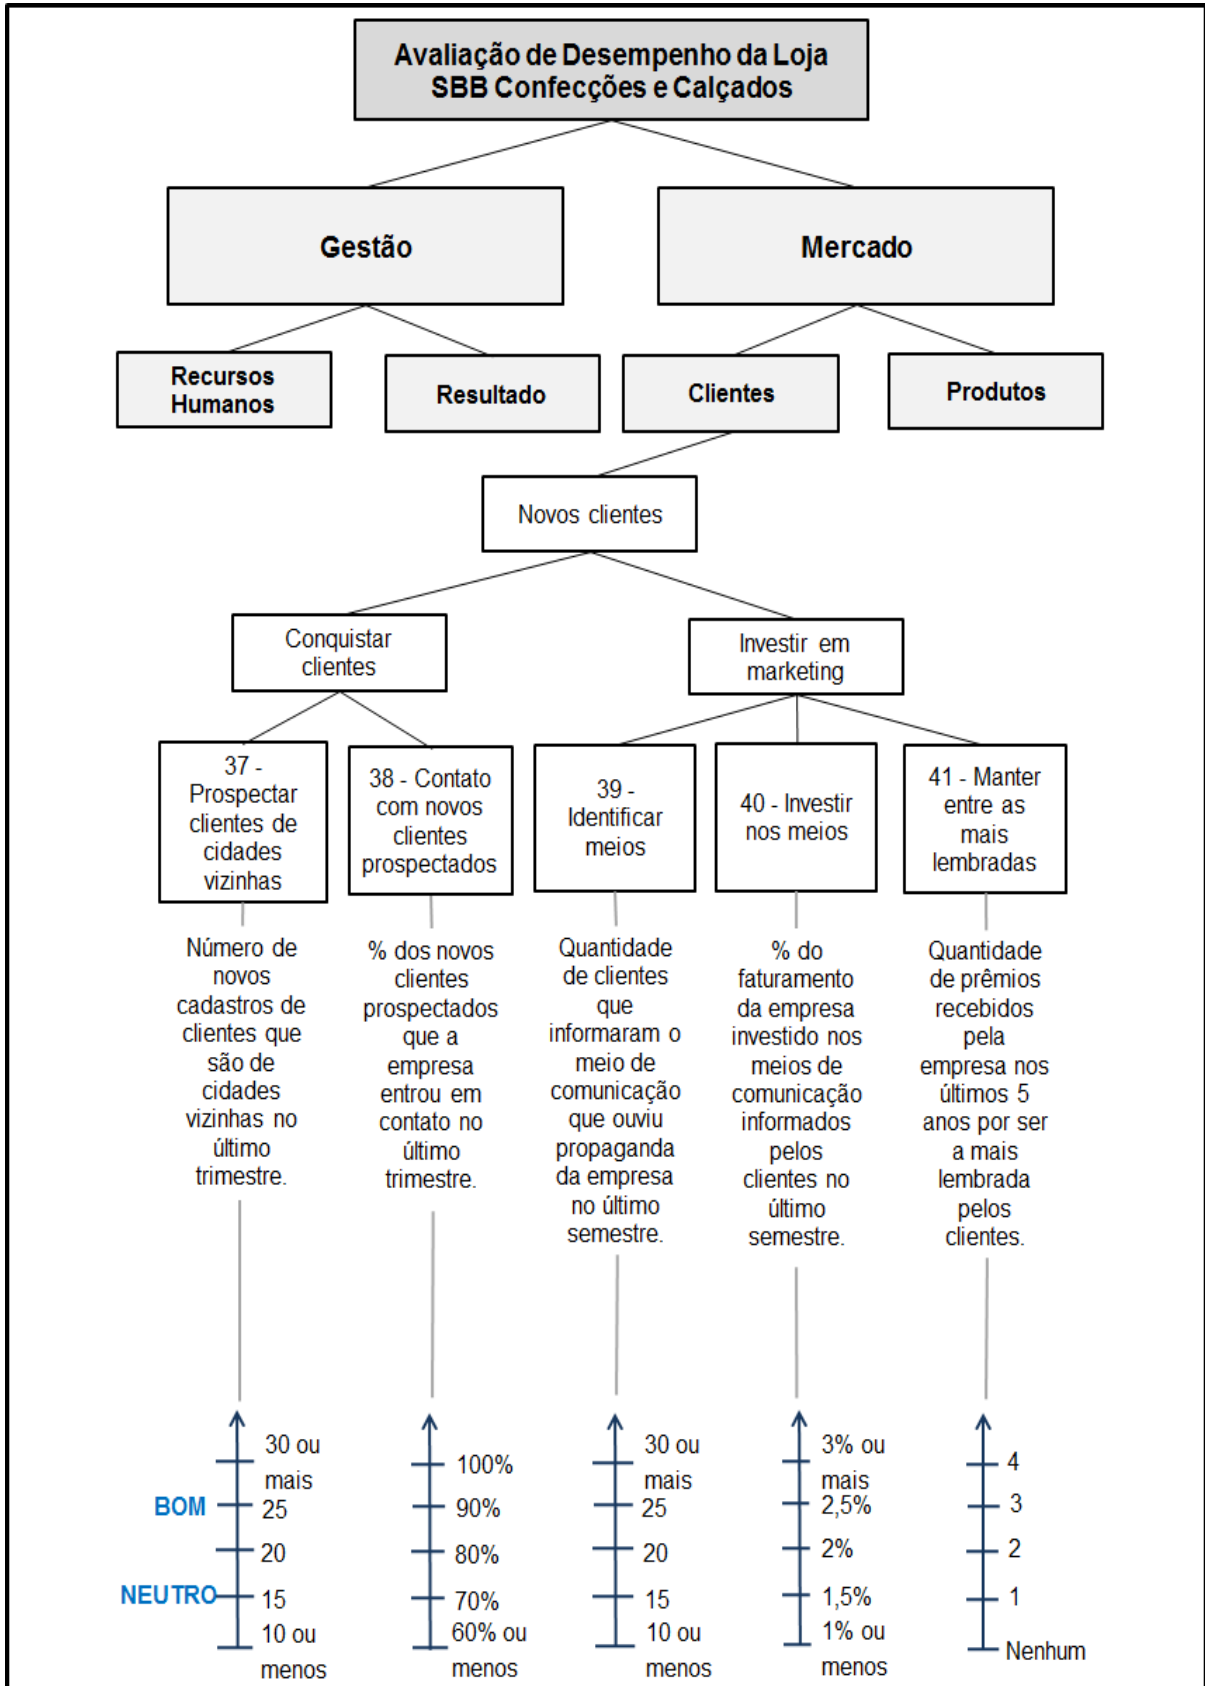 Avaliação de Desempenho da Loja
SBB Confecções e Calçados
Gestão
Mercado
Recursos
Humanos
Resultado
Clientes
Produtos
Novos clientes
Conquistar
clientes
Investir em
marketing
37 -
Prospectar
clientes de
cidades
vizinhas
38 - Contato
com novos
clientes
prospectados
39 -
Identificar
meios
40 - Investir
nos meios
41 - Manter
entre as
mais
lembradas
Número de
novos
cadastros de
clientes que
são de
cidades
vizinhas no
último
trimestre.
% dos novos
clientes
prospectados
que a
empresa
entrou em
contato no
último
trimestre.
Quantidade
de clientes
que
informaram o
meio de
comunicação
que ouviu
propaganda
da empresa
no último
semestre.
% do
faturamento
da empresa
investido nos
meios de
comunicação
informados
pelos
clientes no
último
semestre.
Quantidade
de prêmios
recebidos
pela
empresa nos
últimos 5
anos por ser
a mais
lembrada
pelos
clientes.
BOM
NEUTRO
30 ou
mais
25
20
15
10 ou
menos
100%
90%
80%
70%
60% ou
menos
30 ou
mais
25
20
15
10 ou
menos
3% ou
mais
2,5%
2%
1,5%
1% ou
menos
4
3
2
1
Nenhum